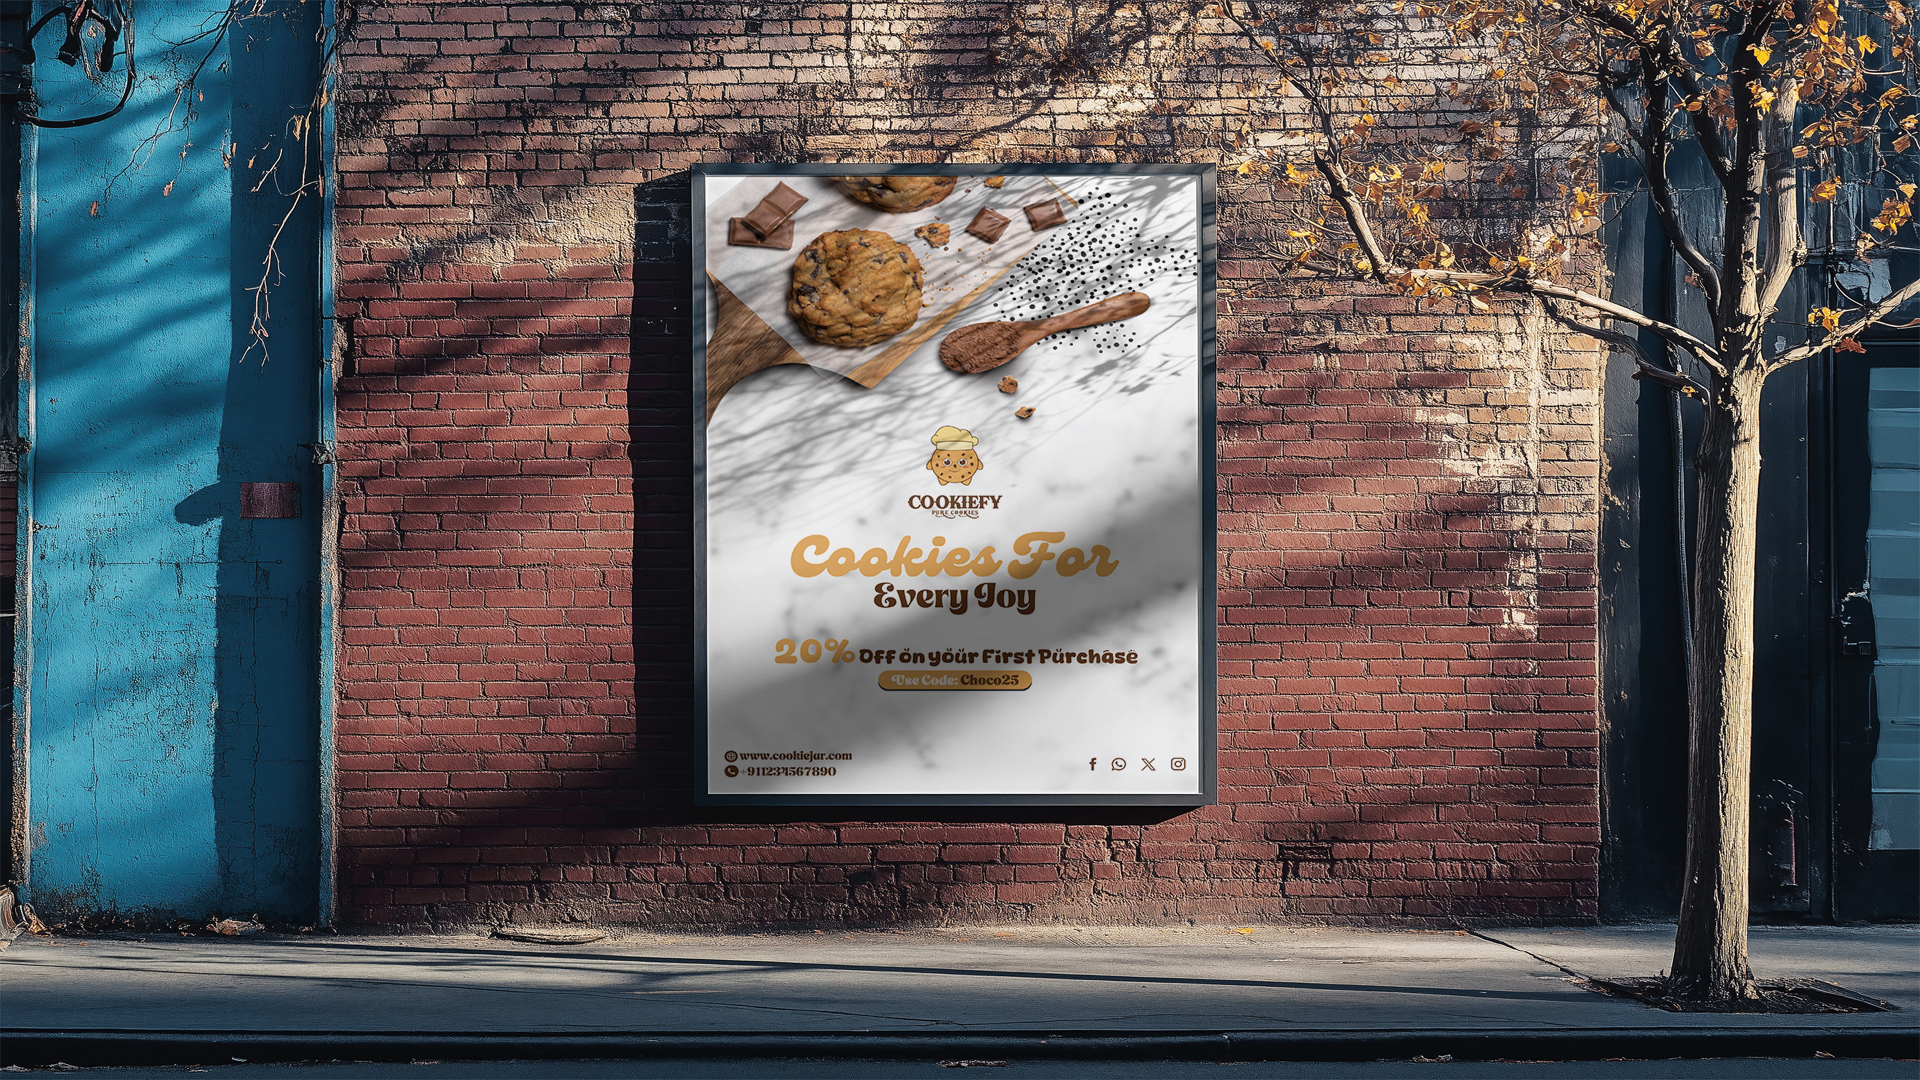 COOKIEFY
PURE COOKIES
Cookies For
Every Joy
20% Off on your First Purchase
Use Code: Choco25
www.cookiejar.com
+911234567890